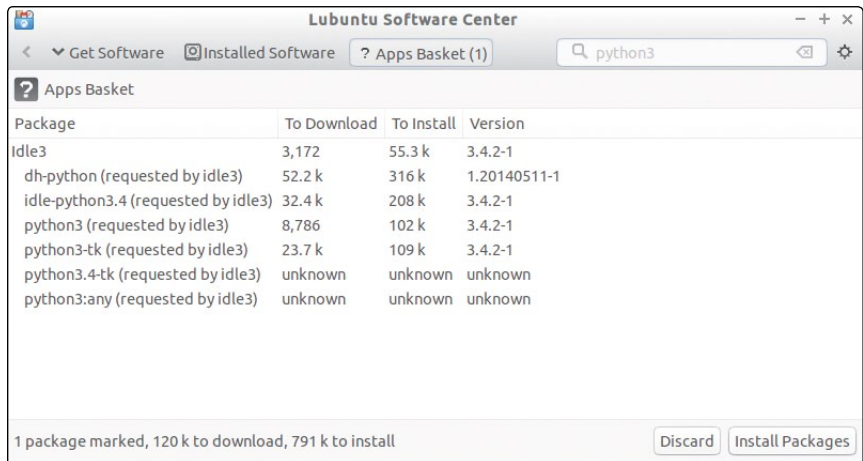 Lubuntu Software Center
Get Software Installed Software ? Apps Basket (1) python3
? Apps Basket
Package To Download To Install Version
Idle3 3,172 55.3 k 3.4.2-1
dh-python (requested by idle3) 52.2 k 316 k 1.20140511-1
idle-python3.4 (requested by idle3) 32.4 k 208 k 3.4.2-1
python3 (requested by idle3) 8,786 102 k 3.4.2-1
python3-tk (requested by idle3) 23.7 k 109 k 3.4.2-1
python3.4-tk (requested by idle3) unknown unknown unknown
python3:any (requested by idle3) unknown unknown unknown
1 package marked, 120 k to download, 791 k to install Discard Install Packages